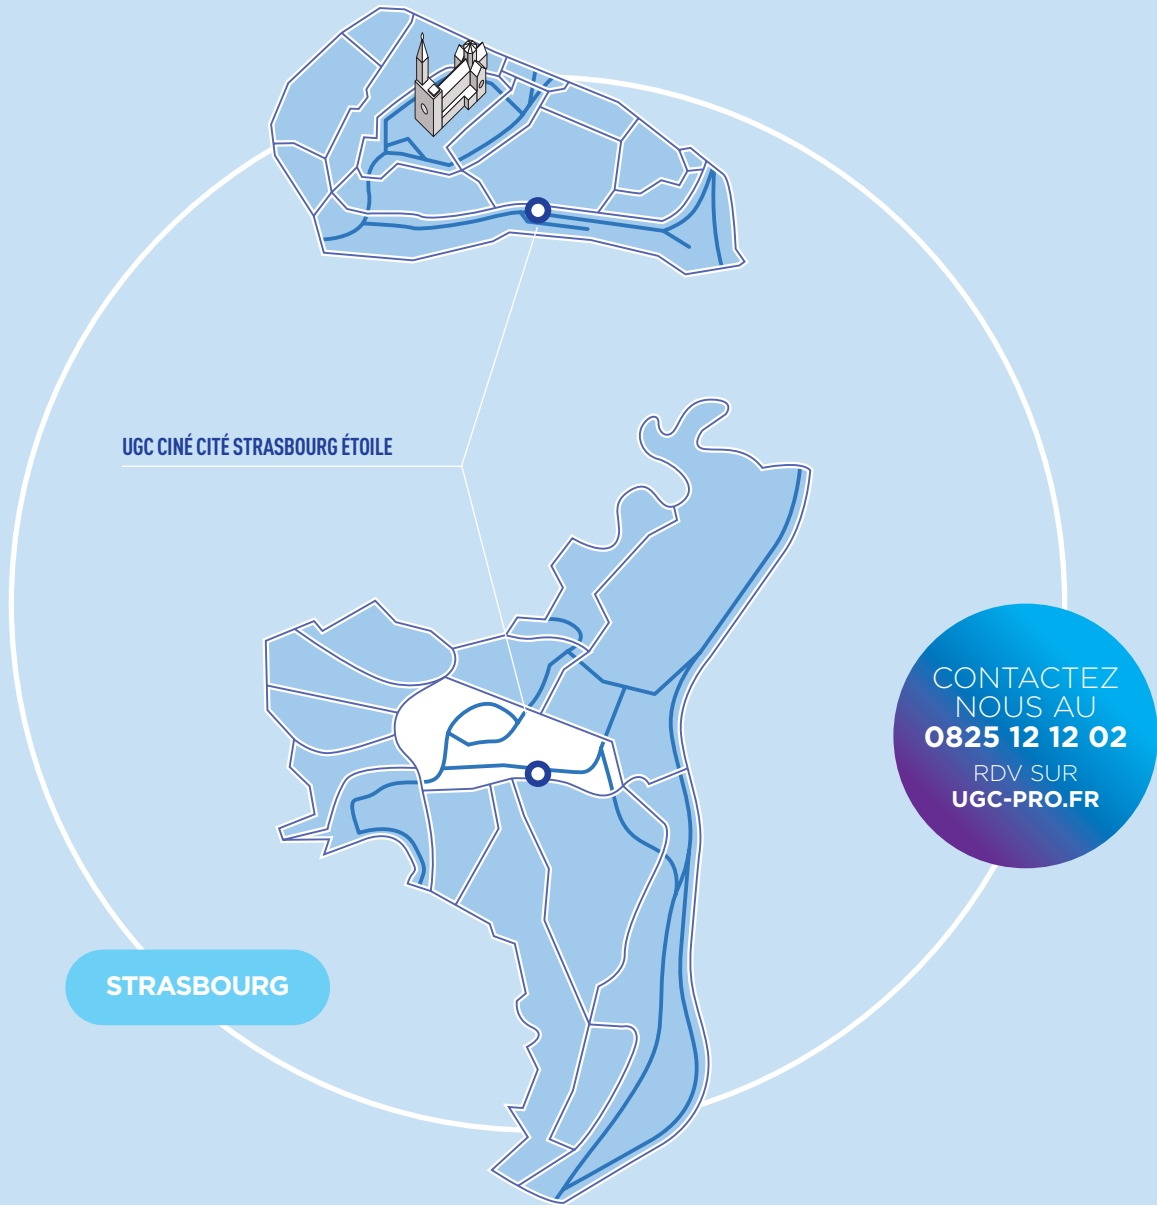 UGC CINÉ CITÉ STRASBOURG ÉTOILE
CONTACTEZ
NOUS AU
0825 12 12 02
RDV SUR
UGC-PRO.FR
STRASBOURG